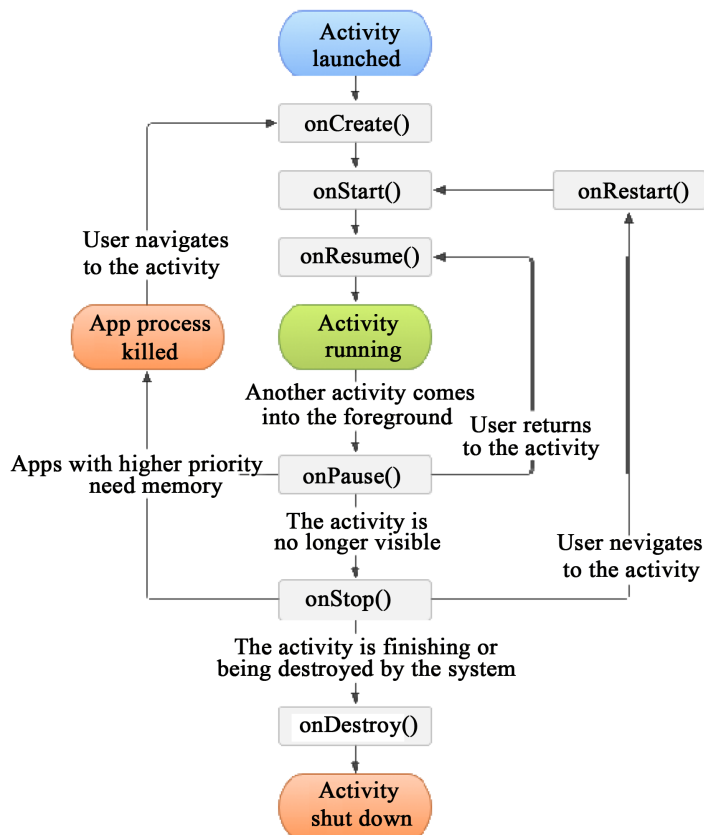 Activity
launched
onCreate()
onStart()
onRestart()
User navigates
to the activity
onResume()
App process
killed
Activity
running
Another activity comes
into the foreground
User returns
to the activity
Apps with higher priority
need memory
onPause()
The activity is
no longer visible
User nevigates
to the activity
onStop()
The activity is finishing or
being destroyed by the system
onDestroy()
Activity
shut down